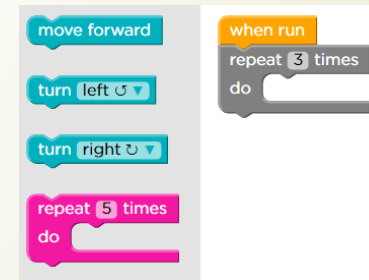 move forward
when run
repeat 3 times
do
turn left ↺ ▼
turn right ↻ ▼
repeat 5 times
do